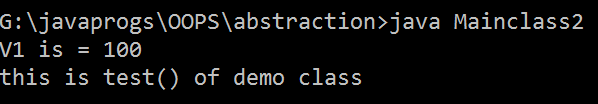 G:\javaprogs\OOPS\abstraction>java Mainclass2
V1 is = 100
this is test() of demo class